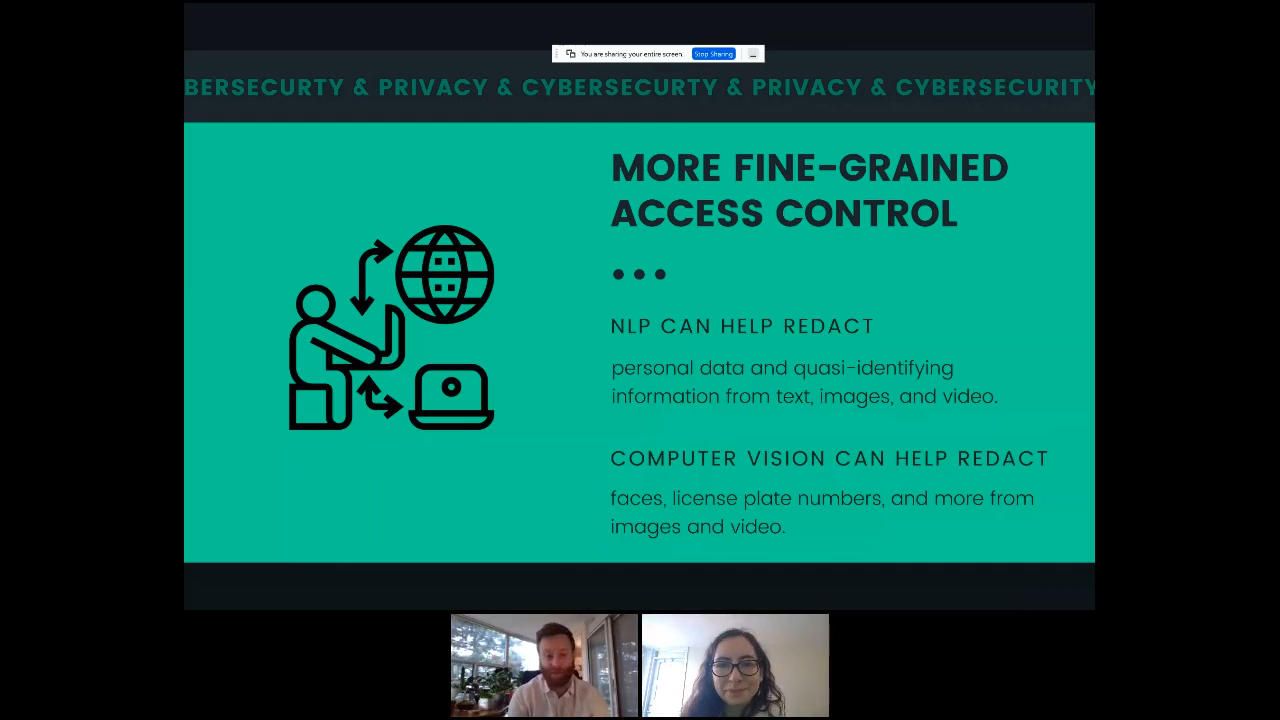 You are sharing your entire screen.
Stop Sharing
BERSECURTY & PRIVACY & CYBERSECURTY & PRIVACY & CYBERSECURITY
MORE FINE-GRAINED
ACCESS CONTROL
NLP CAN HELP REDACT
personal data and quasi-identifying
information from text, images, and video.
COMPUTER VISION CAN HELP REDACT
faces, license plate numbers, and more from
images and video.